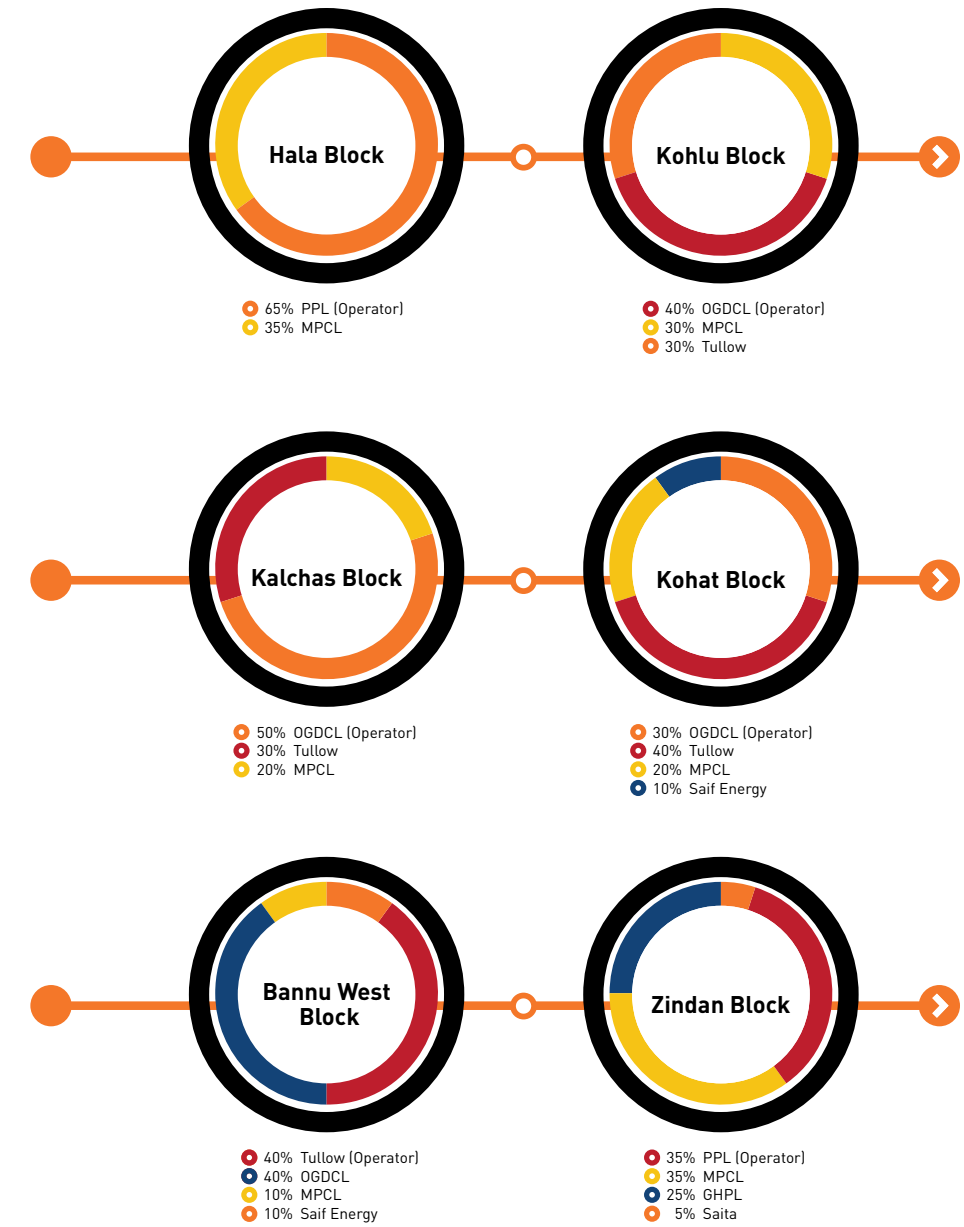 Hala Block
65% PPL (Operator)
35% MPCL
Kohlu Block
40% OGDCL (Operator)
30% MPCL
30% Tullow
Kalchas Block
50% OGDCL (Operator)
30% Tullow
20% MPCL
Kohat Block
30% OGDCL (Operator)
40% Tullow
20% MPCL
10% Saif Energy
Bannu West
Block
40% Tullow (Operator)
40% OGDCL
10% MPCL
10% Saif Energy
Zindan Block
35% PPL (Operator)
35% MPCL
25% GHPL
5% Saita